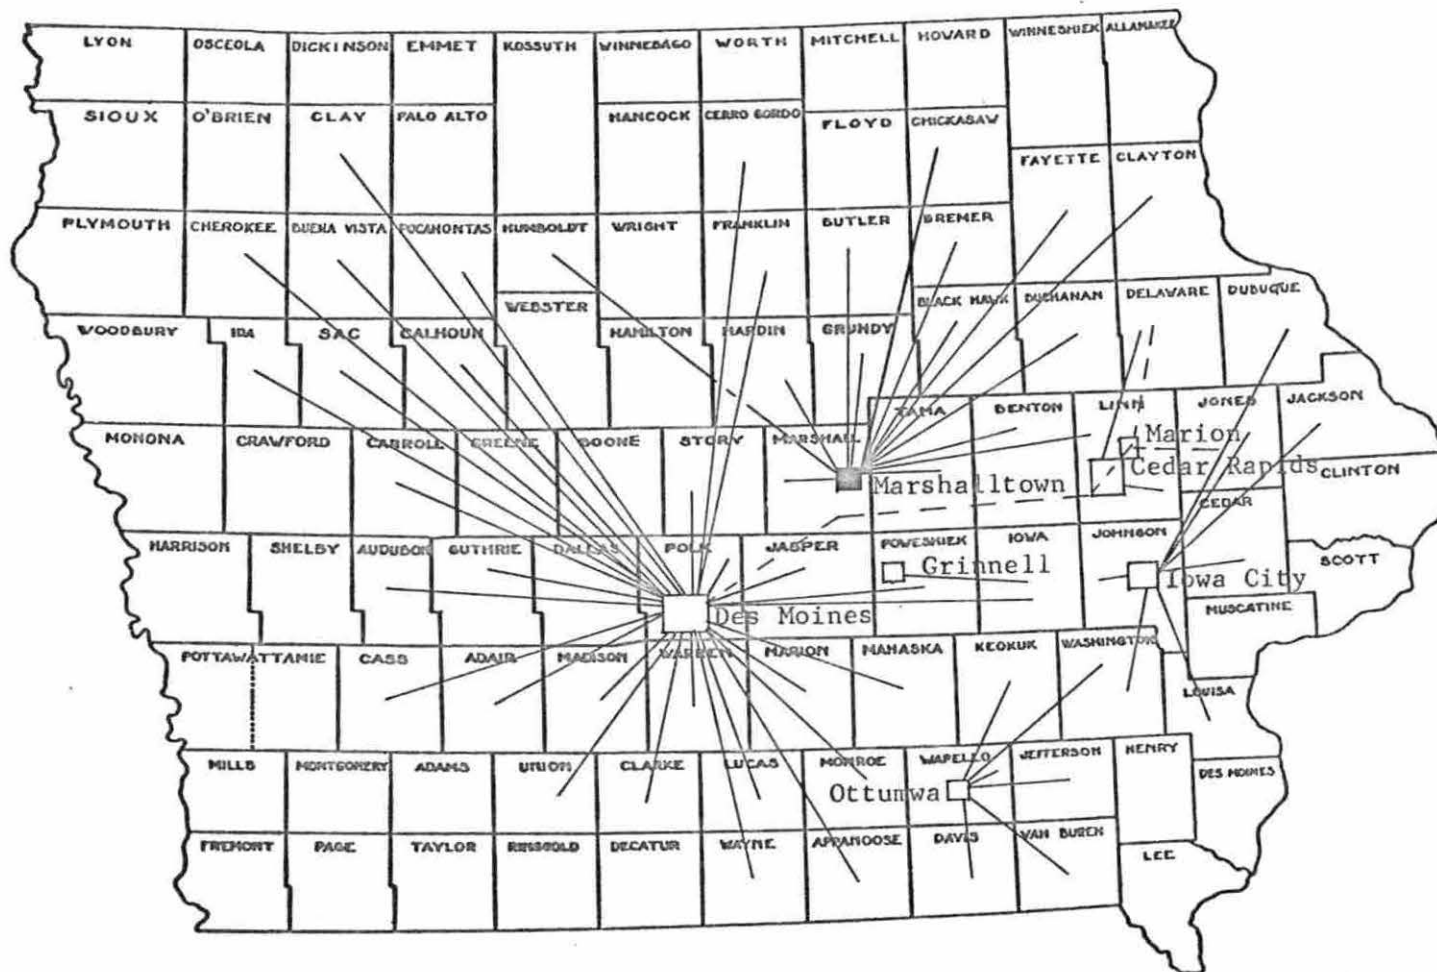 LYON OSCEOLA DICKINSON EMMET KOSSUTH WINNEBAGO WORTH MITCHELL HOWARD WINNESHIEK ALLAMAKEE
SIOUX O'BRIEN CLAY PALO ALTO HANCOCK CERRO GORDO FLOYD CHICKASAW
FAYETTE CLAYTON
PLYMOUTH CHEROKEE BUENA VISTA POCAHONTAS HUMBOLDT WRIGHT FRANKLIN BUTLER BREMER
WEBSTER BLACK HAWK BUCHANAN DELAWARE DUBUQUE
WOODBURY IDA SAC CALHOUN HAMILTON HARDIN GRUNDY
TAMA BENTON LINN JONES JACKSON
MONONA CRAWFORD CARROLL GREENE BOONE STORY MARSHALL
Marion
Cedar Rapids CLINTON
Marshalltown
CEDAR
HARRISON SHELBY AUDUBON GUTHRIE DALLAS POLK JASPER POWESHIEK IOWA JOHNSON
SCOTT
Grinnell Iowa City
MUSCATINE
Des Moines
POTTAWATTAMIE CASS ADAIR MADISON WARREN MARION MAHASKA KEOKUK WASHINGTON
LOUISA
MILLS MONTGOMERY ADAMS UNION CLARKE LUCAS MONROE WAPELLO JEFFERSON HENRY
DES MOINES
Ottumwa
FREMONT PAGE TAYLOR RINGGOLD DECATUR WAYNE APPANOOSE DAVIS VAN BUREN
LEE